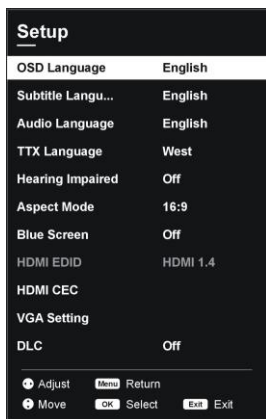 Setup
OSD Language English
Subtitle Langu... English
Audio Language English
TTX Language West
Hearing Impaired Off
Aspect Mode 16:9
Blue Screen Off
HDMI EDID HDMI 1.4
HDMI CEC
VGA Setting
DLC Off
Adjust Menu Return
Move OK Select Exit Exit